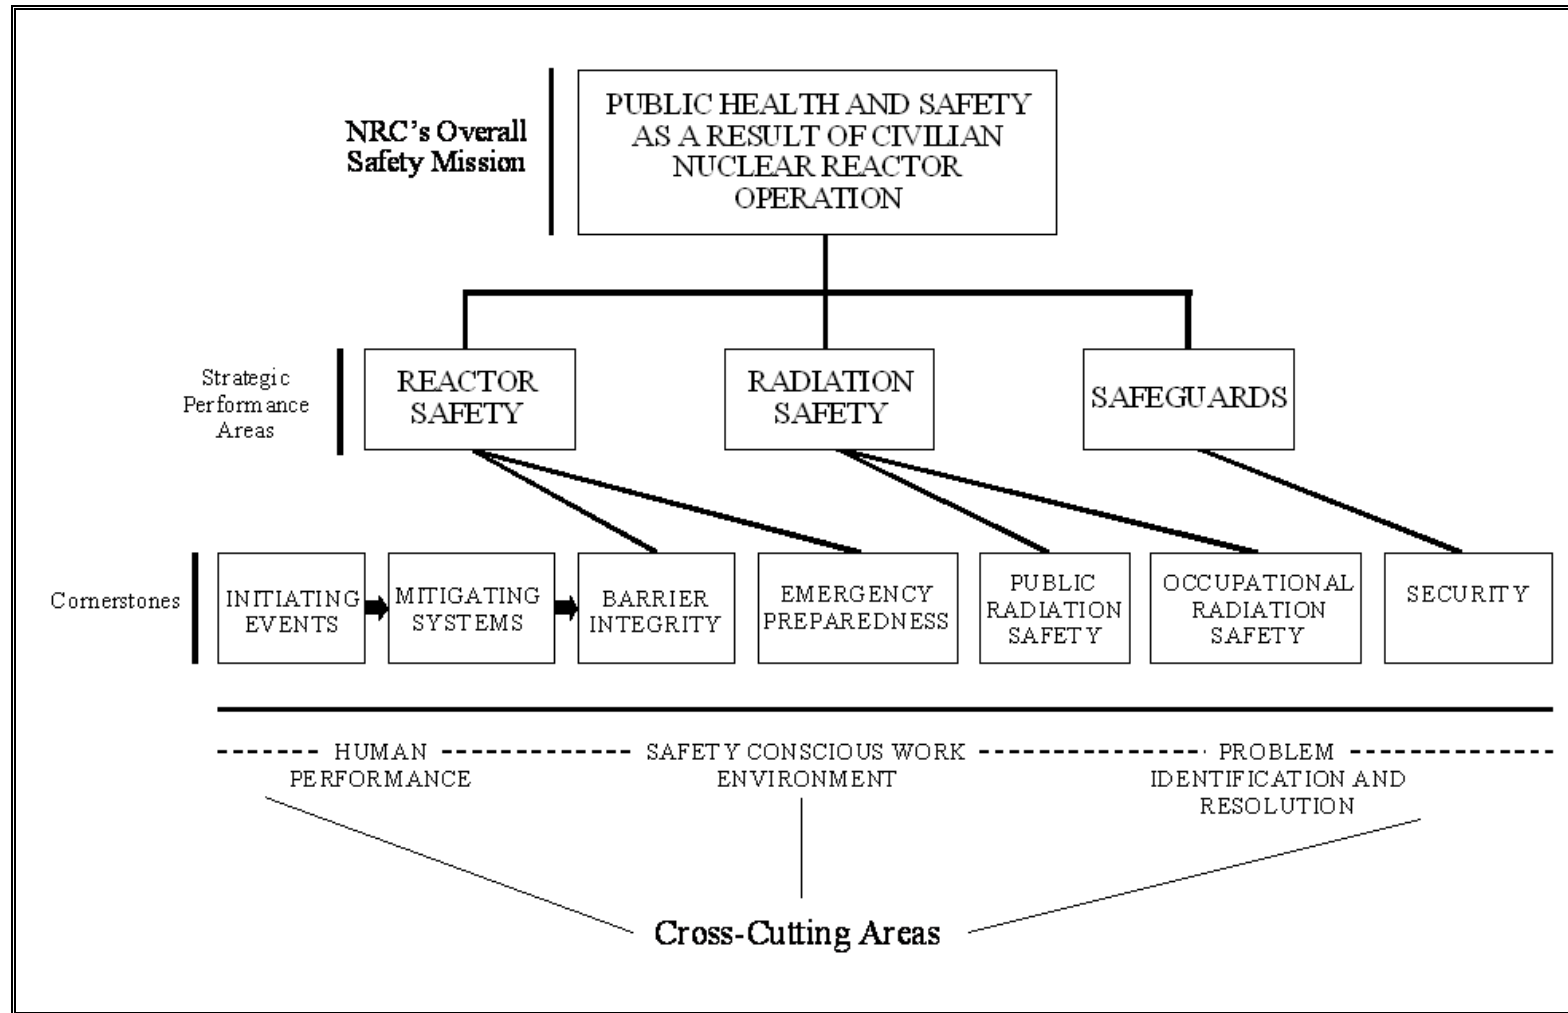 NRC's Overall
Safety Mission
PUBLIC HEALTH AND SAFETY
AS A RESULT OF CIVILIAN
NUCLEAR REACTOR
OPERATION
Strategic
Performance
Areas
REACTOR
SAFETY
RADIATION
SAFETY
SAFEGUARDS
Cornerstones
INITIATING
EVENTS
MITIGATING
SYSTEMS
BARRIER
INTEGRITY
EMERGENCY
PREPAREDNESS
PUBLIC
RADIATION
SAFETY
OCCUPATIONAL
RADIATION
SAFETY
SECURITY
HUMAN
PERFORMANCE
SAFETY CONSCIOUS WORK
ENVIRONMENT
PROBLEM
IDENTIFICATION AND
RESOLUTION
Cross-Cutting Areas